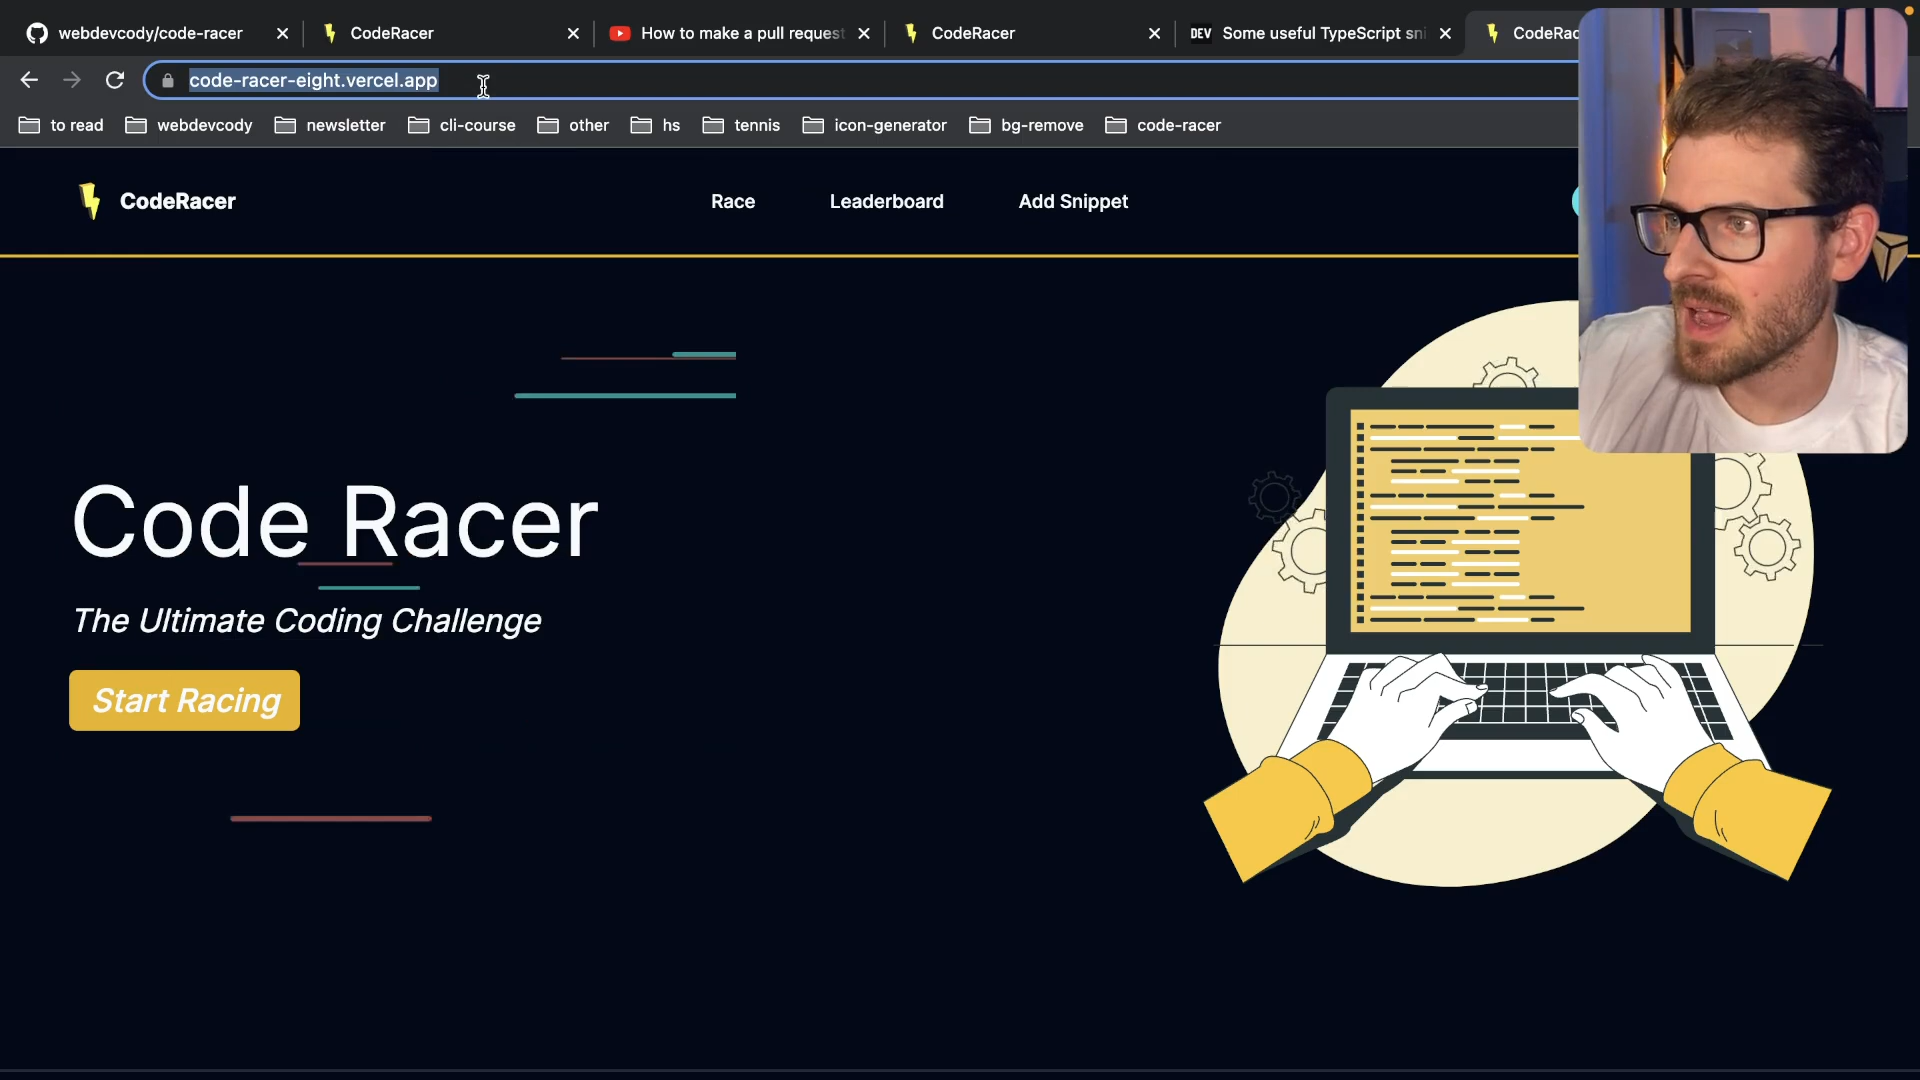 webdevcody/code-racer
CodeRacer
How to make a pull request
CodeRacer
DEV
Some useful TypeScript sni
CodeRac
code-racer-eight.vercel.app
to read
webdevcody
newsletter
cli-course
other
hs
tennis
icon-generator
bg-remove
code-racer
CodeRacer
Race
Leaderboard
Add Snippet
Code Racer
The Ultimate Coding Challenge
Start Racing